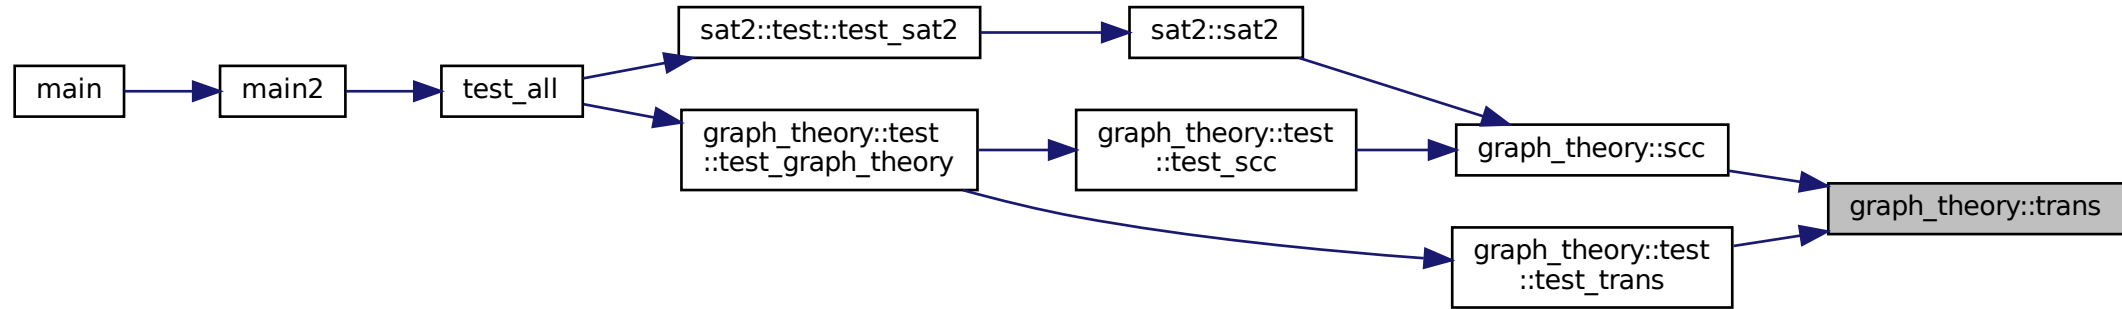 main
main2
test_all
sat2::test::test_sat2
graph_theory::test
::test_graph_theory
sat2::sat2
graph_theory::test
::test_scc
graph_theory::scc
graph_theory::test
::test_trans
graph_theory::trans